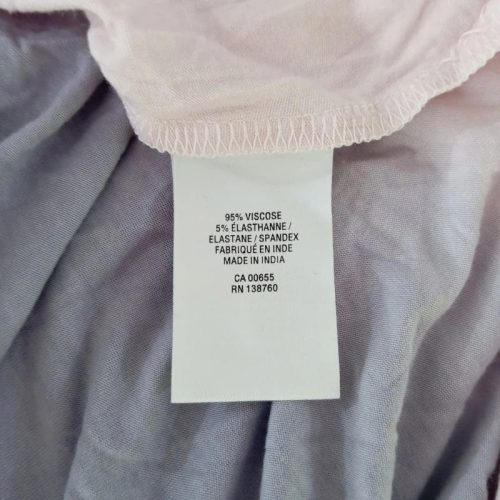 95% VISCOSE
5% ÉLASTHANNE /
ELASTANE / SPANDEX
FABRIQUÉ EN INDE
MADE IN INDIA
CA 00655
RN 138760